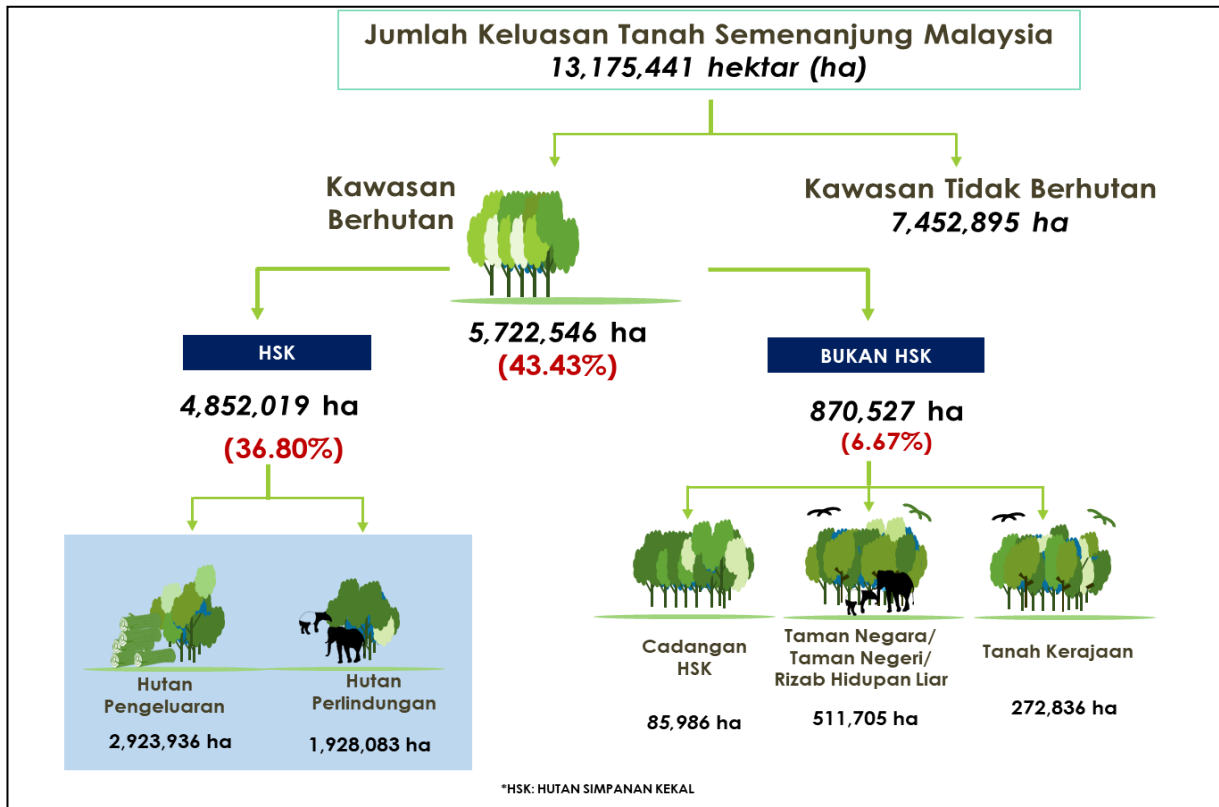 Jumlah Keluasan Tanah Semenanjung Malaysia
13,175,441 hektar (ha)
Kawasan
Berhutan
Kawasan Tidak Berhutan
7,452,895 ha
5,722,546 ha
(43.43%)
HSK
4,852,019 ha
(36.80%)
BUKAN HSK
870,527 ha
(6.67%)
Hutan
Pengeluaran
2,923,936 ha
Hutan
Perlindungan
1,928,083 ha
Cadangan
HSK
85,986 ha
Taman Negara/
Taman Negeri/
Rizab Hidupan Liar
511,705 ha
Tanah Kerajaan
272,836 ha
*HSK: HUTAN SIMPANAN KEKAL